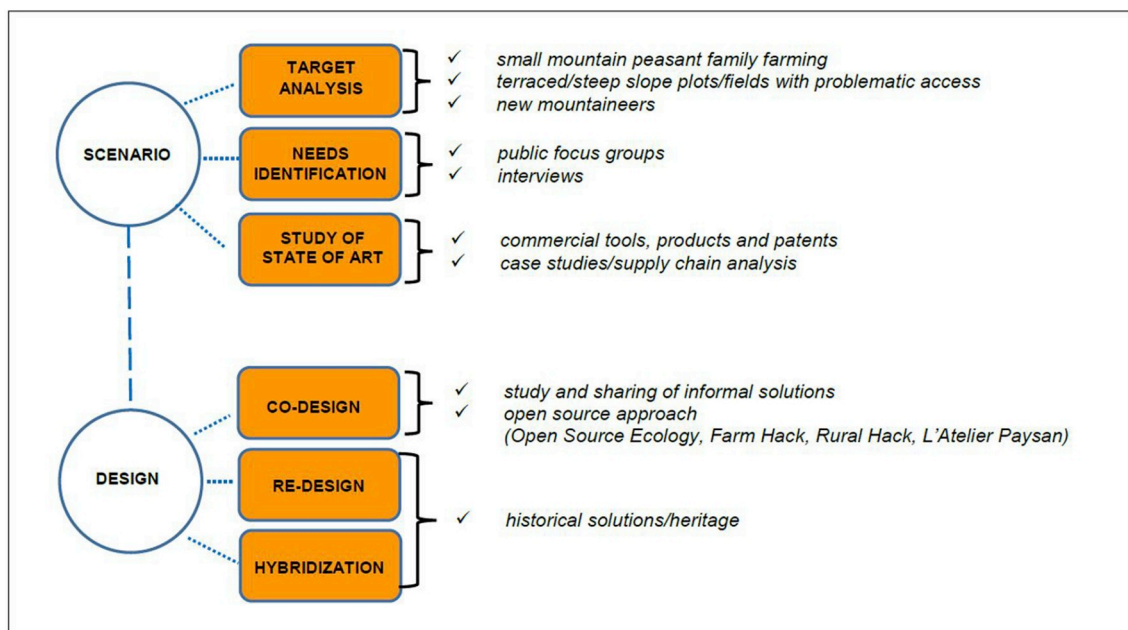 SCENARIO
TARGET
ANALYSIS
✓ small mountain peasant family farming
✓ terraced/steep slope plots/fields with problematic access
✓ new mountaineers
NEEDS
IDENTIFICATION
✓ public focus groups
✓ interviews
STUDY OF
STATE OF ART
✓ commercial tools, products and patents
✓ case studies/supply chain analysis
DESIGN
CO-DESIGN
✓ study and sharing of informal solutions
✓ open source approach
(Open Source Ecology, Farm Hack, Rural Hack, L'Atelier Paysan)
RE-DESIGN
HYBRIDIZATION
✓ historical solutions/heritage